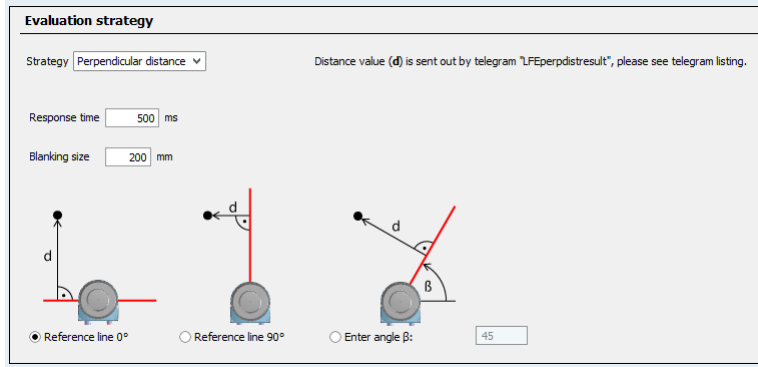 Evaluation strategy
Strategy Perpendicular distance Distance value (d) is sent out by telegram "LFEperpdistresult", please see telegram listing.
Response time 500 ms
Blanking size 200 mm
d
d
d
β
Reference line 0° Reference line 90° Enter angle β: 45